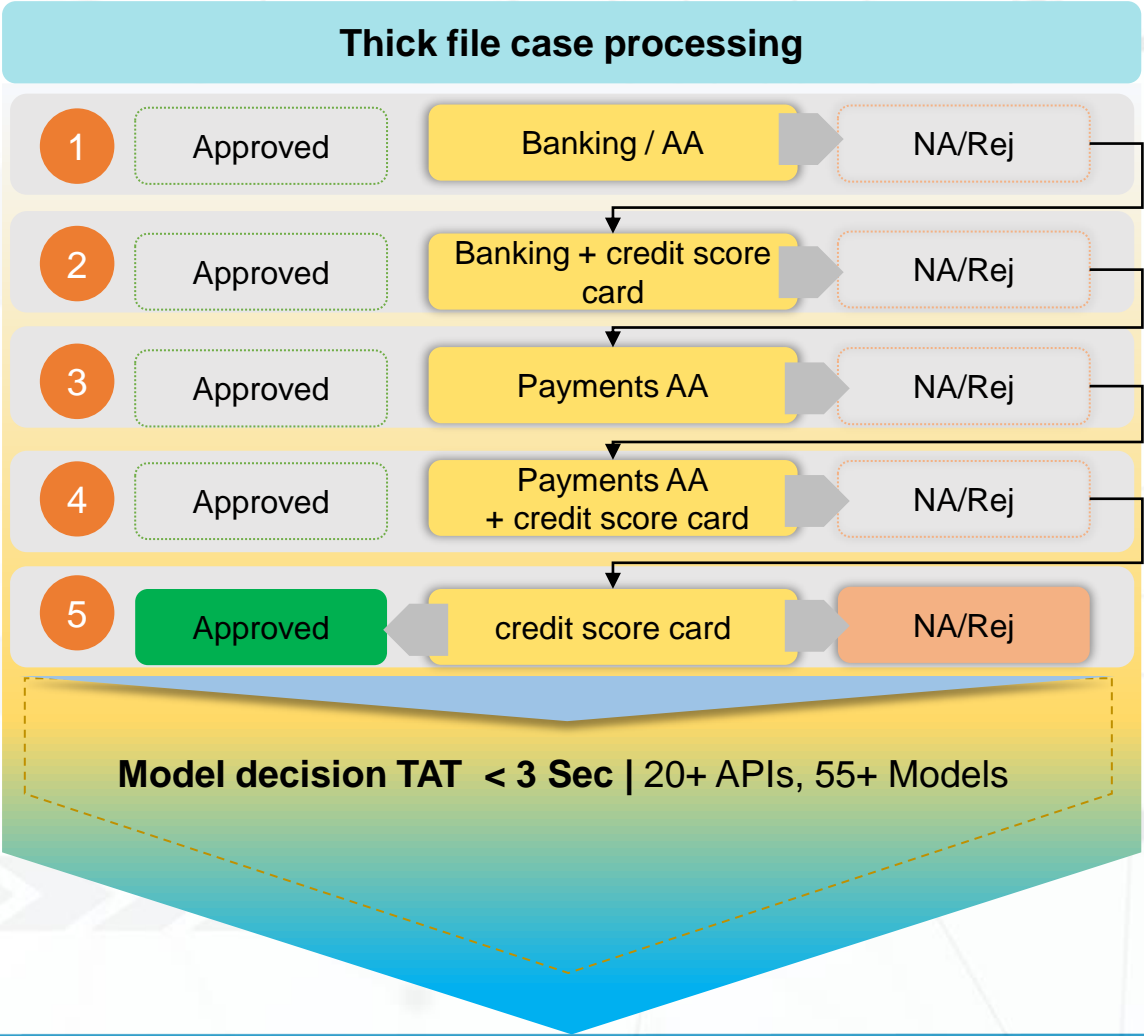 Thick file case processing
1
Approved
Banking / AA
NA/Rej
2
Approved
Banking + credit score
card
NA/Rej
3
Approved
Payments AA
NA/Rej
4
Approved
Payments AA
+ credit score card
NA/Rej
5
Approved
credit score card
NA/Rej
Model decision TAT < 3 Sec | 20+ APIs, 55+ Models